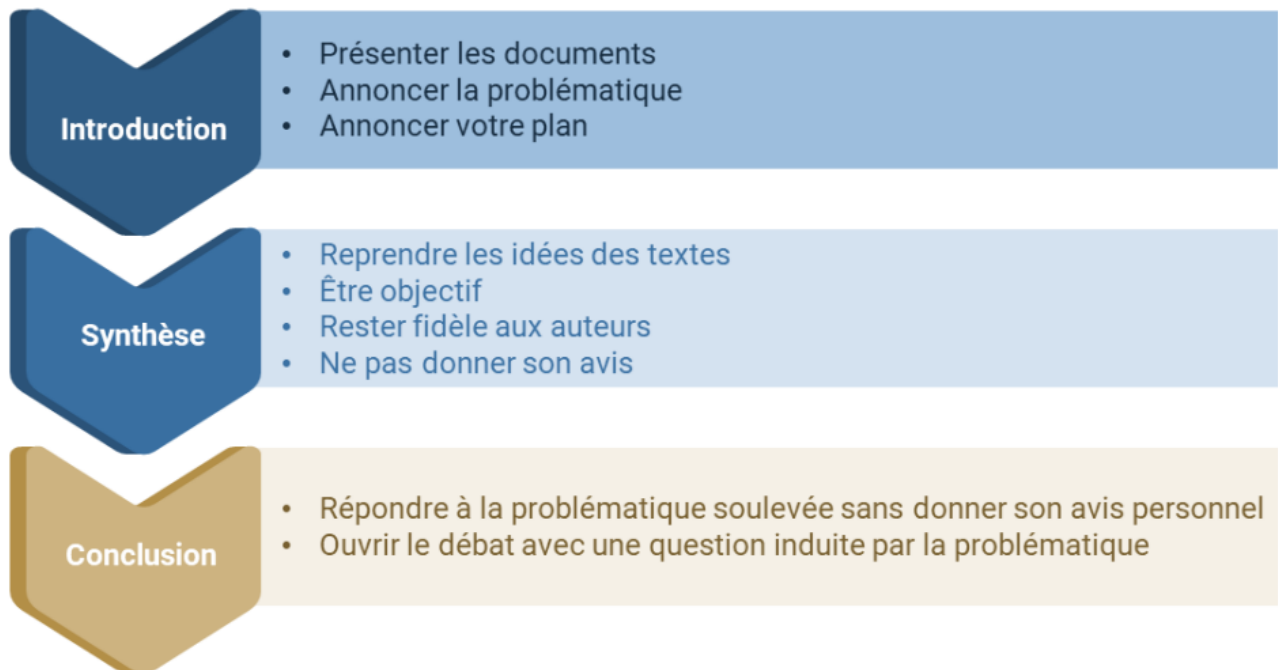 Introduction
• Présenter les documents
• Annoncer la problématique
• Annoncer votre plan
Synthèse
• Reprendre les idées des textes
• Être objectif
• Rester fidèle aux auteurs
• Ne pas donner son avis
Conclusion
• Répondre à la problématique soulevée sans donner son avis personnel
• Ouvrir le débat avec une question induite par la problématique